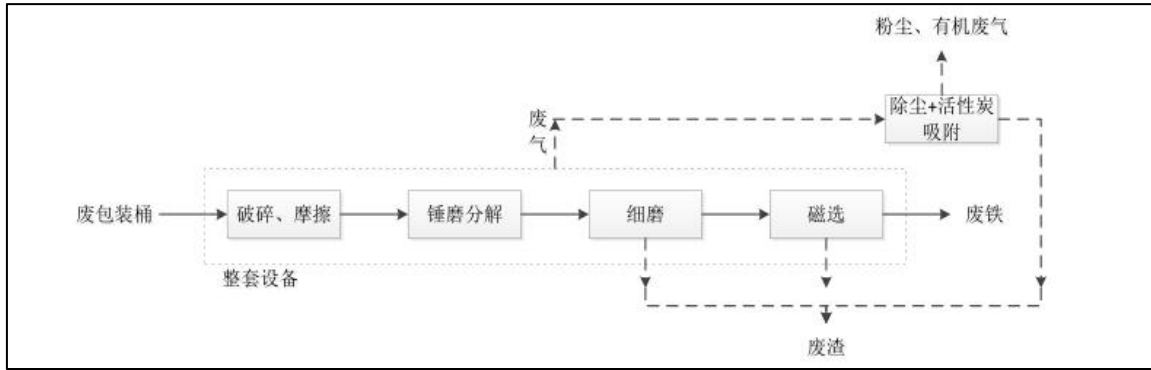 粉尘、有机废气
除尘+活性炭
吸附
废
气
废包装桶
破碎、摩擦
锤磨分解
细磨
磁选
废铁
整套设备
废渣